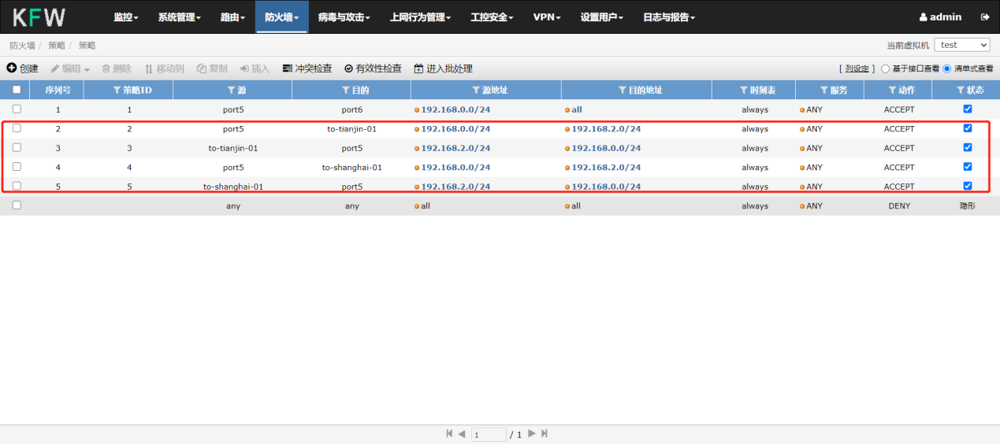 KFW 监控 系统管理 路由 防火墙 病毒与攻击 上网行为管理 工控安全 VPN 设置用户 日志与报告 admin
防火墙 / 策略 / 策略 当前虚拟机 test
创建 编辑 删除 移动到 复制 插入 冲突检查 有效性检查 进入批处理 [ 列设定 ] 基于接口查看 清单式查看
序列号 策略ID 源 目的 源地址 目的地址 时刻表 服务 动作 状态
1 1 port5 port6 192.168.0.0/24 all always ANY ACCEPT
2 2 port5 to-tianjin-01 192.168.0.0/24 192.168.2.0/24 always ANY ACCEPT
3 3 to-tianjin-01 port5 192.168.2.0/24 192.168.0.0/24 always ANY ACCEPT
4 4 port5 to-shanghai-01 192.168.0.0/24 192.168.2.0/24 always ANY ACCEPT
5 5 to-shanghai-01 port5 192.168.2.0/24 192.168.0.0/24 always ANY ACCEPT
any any all all always ANY DENY 隐形
1 / 1